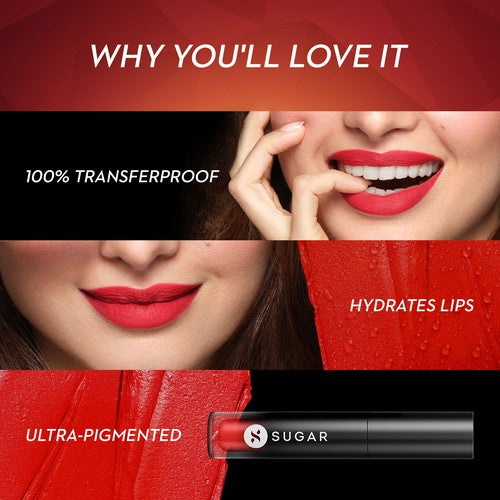 WHY YOU'LL LOVE IT
100% TRANSFERPROOF
HYDRATES LIPS
ULTRA-PIGMENTED
SUGAR